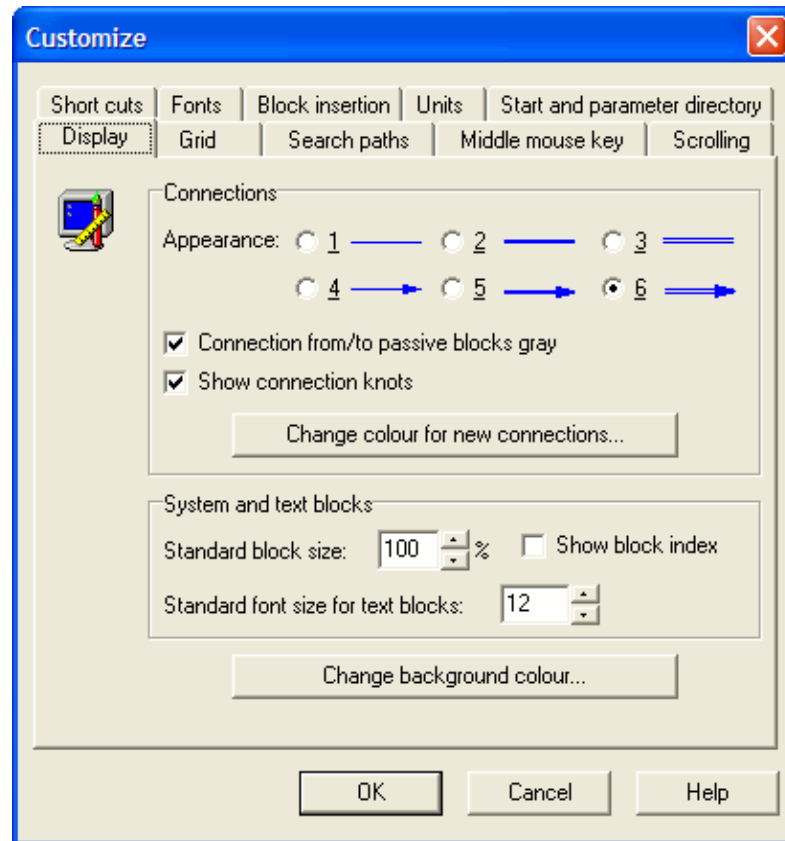 Customize
Short cuts Fonts Block insertion Units Start and parameter directory
Display Grid Search paths Middle mouse key Scrolling
Connections
Appearance: 1 2 3
4 5 6
Connection from/to passive blocks gray
Show connection knots
Change colour for new connections...
System and text blocks
Standard block size: 100 % Show block index
Standard font size for text blocks: 12
Change background colour...
OK Cancel Help